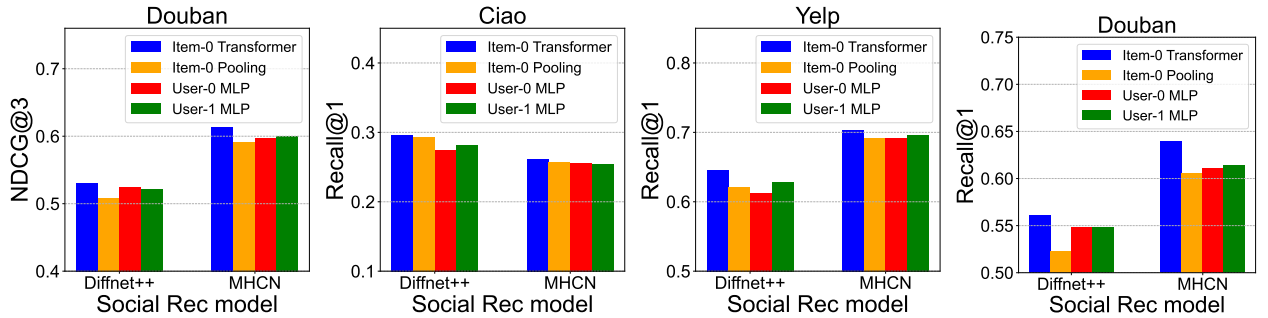 Douban
NDCG@3
0.7
0.6
0.5
0.4
Item-0 Transformer
Item-0 Pooling
User-0 MLP
User-1 MLP
Diffnet++
MHCN
Social Rec model
Ciao
Recall@1
0.4
0.3
0.2
0.1
Item-0 Transformer
Item-0 Pooling
User-0 MLP
User-1 MLP
Diffnet++
MHCN
Social Rec model
Yelp
Recall@1
0.8
0.7
0.6
0.5
Item-0 Transformer
Item-0 Pooling
User-0 MLP
User-1 MLP
Diffnet++
MHCN
Social Rec model
Douban
Recall@1
0.75
0.70
0.65
0.60
0.55
0.50
Item-0 Transformer
Item-0 Pooling
User-0 MLP
User-1 MLP
Diffnet++
MHCN
Social Rec model